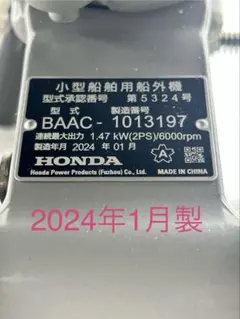 小型船舶用船外機
型式承認番号 第5324号
型式 製造番号
BAAC-1013197
連続最大出力 1.47 kW(2PS)/6000rpm
製造年月 2024 年 01 月
HONDA
Honda Power Products (Fuzhou) Co., Ltd.
MADE IN CHINA
2024年1月製